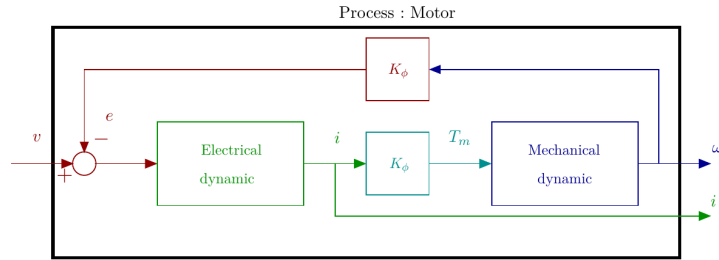 Process : Motor
K_ϕ
e
v
−
+
Electrical
dynamic
i
K_ϕ
T_m
Mechanical
dynamic
ω
i